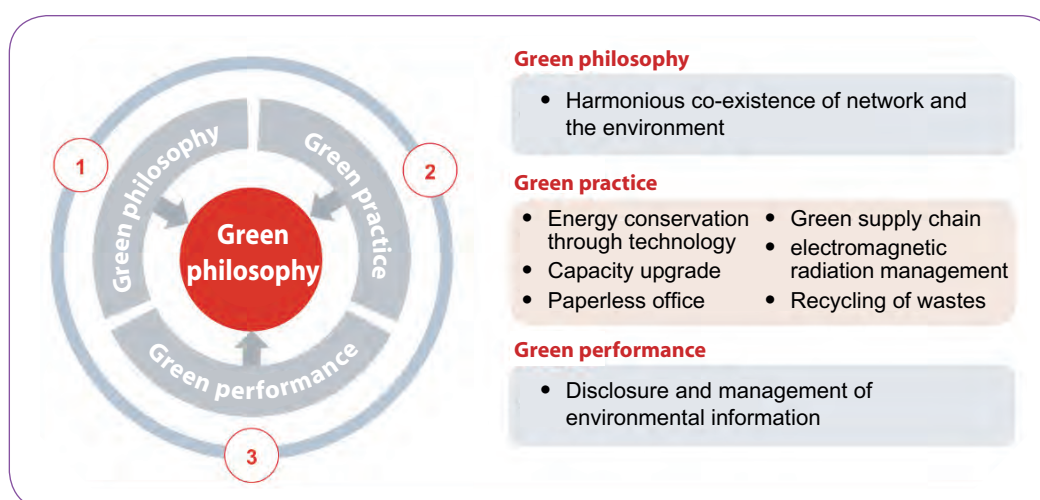 1
Green philosophy
2
Green practice
Green
philosophy
Green performance
3
Green philosophy
• Harmonious co-existence of network and
the environment
Green practice
• Energy conservation
through technology
• Capacity upgrade
• Paperless office
• Green supply chain
• electromagnetic
radiation management
• Recycling of wastes
Green performance
• Disclosure and management of
environmental information